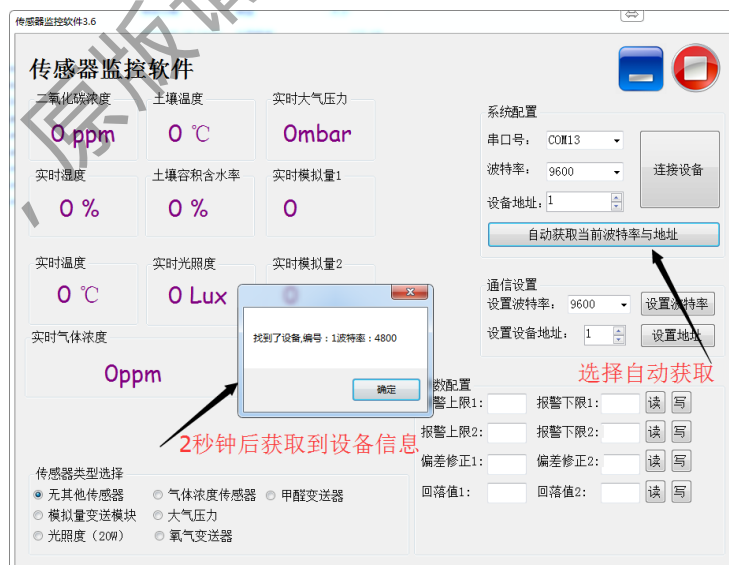 传感器监控软件3.6
，原版请
传感器监控软件
二氧化碳浓度
土壤温度
实时大气压力
0 ppm
0 ℃
0mbar
实时湿度
土壤容积含水率
实时模拟量1
0 %
0 %
0
实时温度
实时光照度
实时模拟量2
0 ℃
0 Lux
0
实时气体浓度
0ppm
系统配置
串口号：
COM13
波特率：
9600
连接设备
设备地址：
1
自动获取当前波特率与地址
通信设置
设置波特率：
9600
设置波特率
设置设备地址：
1
设置地址
选择自动获取
找到了设备,编号：1波特率：4800
确定
2秒钟后获取到设备信息
数配置
警上限1:
报警下限1:
读
写
报警上限2:
报警下限2:
读
写
偏差修正1:
偏差修正2:
读
写
回落值1:
回落值2:
读
写
传感器类型选择
无其他传感器
气体浓度传感器
甲醛变送器
模拟量变送模块
大气压力
光照度（20W）
氧气变送器